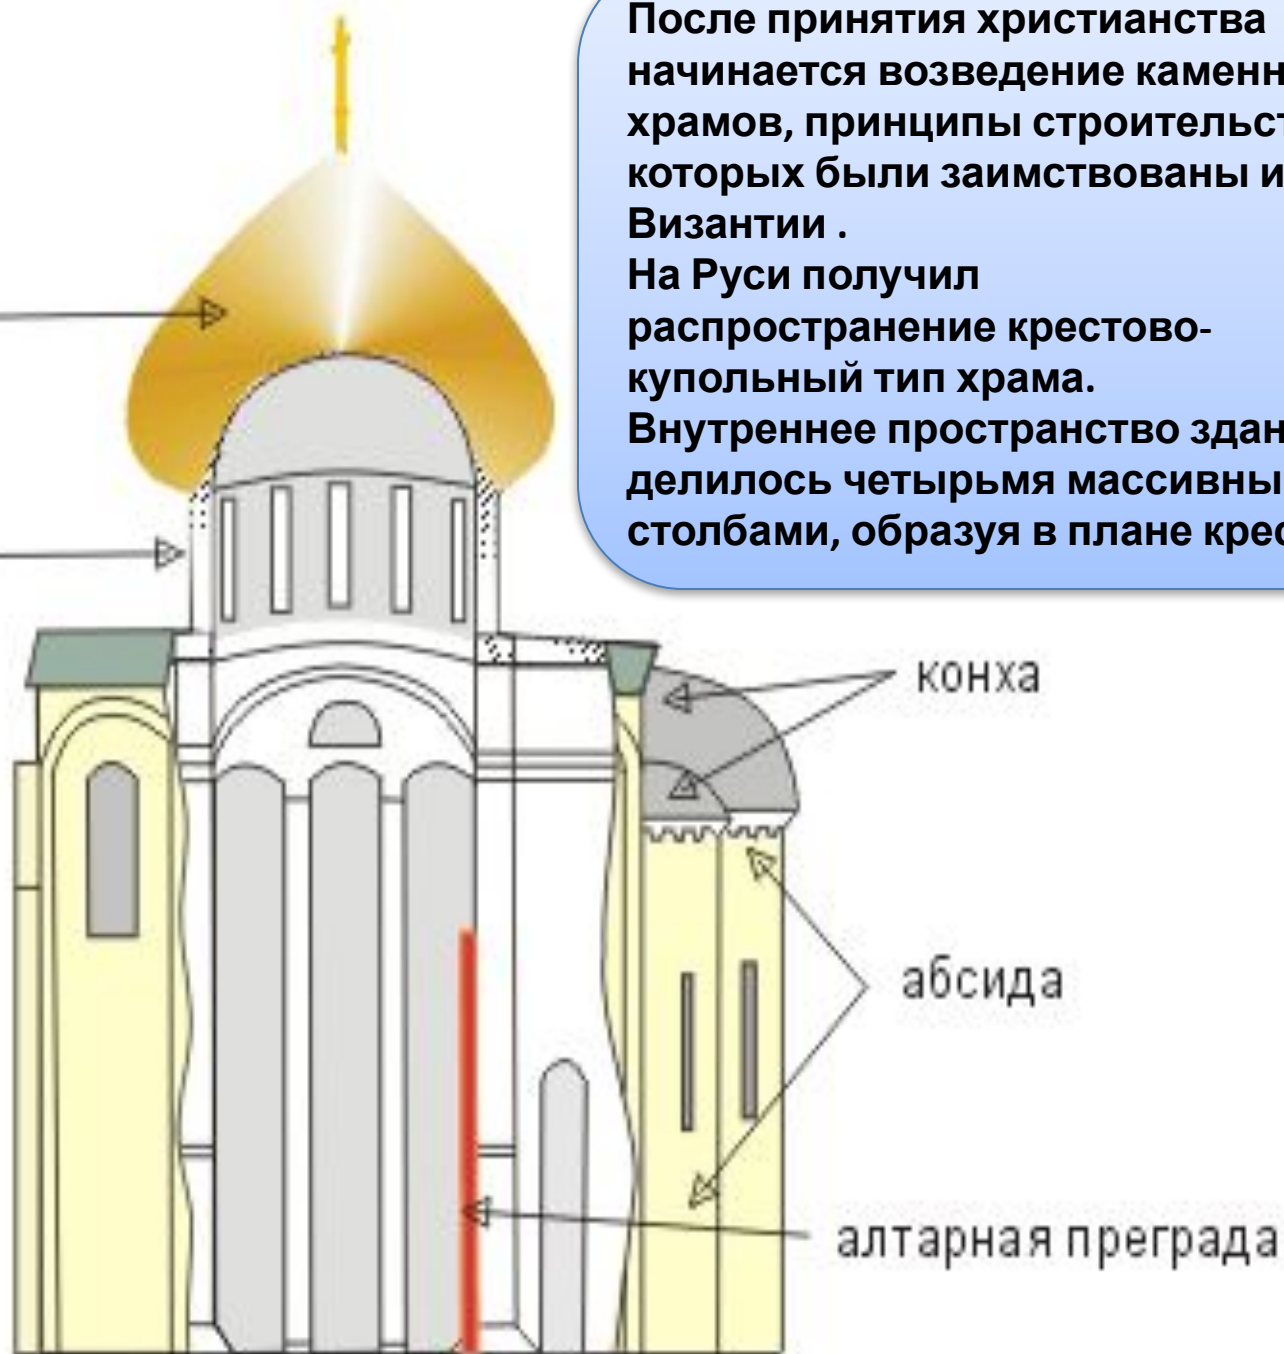 После принятия христианства
начинается возведение каменн
храмов, принципы строительст
которых были заимствованы и
Византии .
На Руси получил
распространение крестово-
купольный тип храма.
Внутреннее пространство здан
делилось четырьмя массивны
столбами, образуя в плане крес
конха
абсида
алтарная преграда